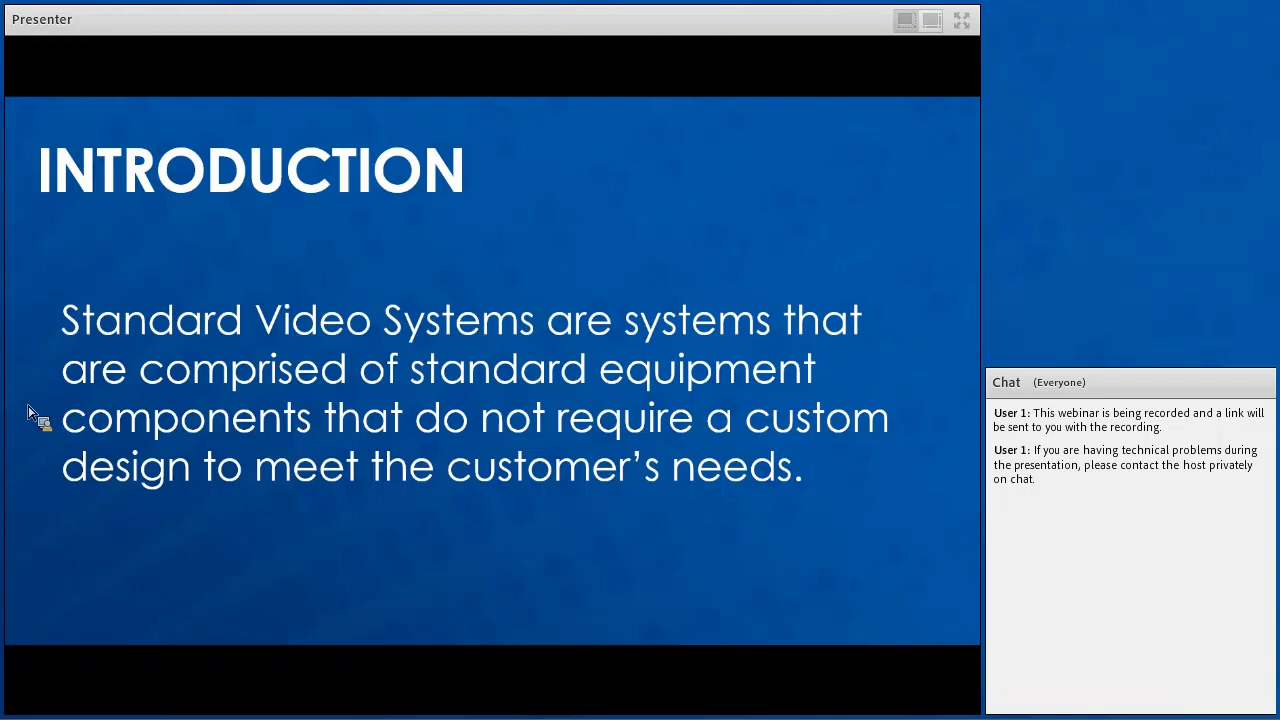 Presenter
INTRODUCTION
Standard Video Systems are systems that
are comprised of standard equipment
components that do not require a custom
design to meet the customer’s needs.
Chat (Everyone)
User 1: This webinar is being recorded and a link will
be sent to you with the recording.
User 1: If you are having technical problems during
the presentation, please contact the host privately
on chat.